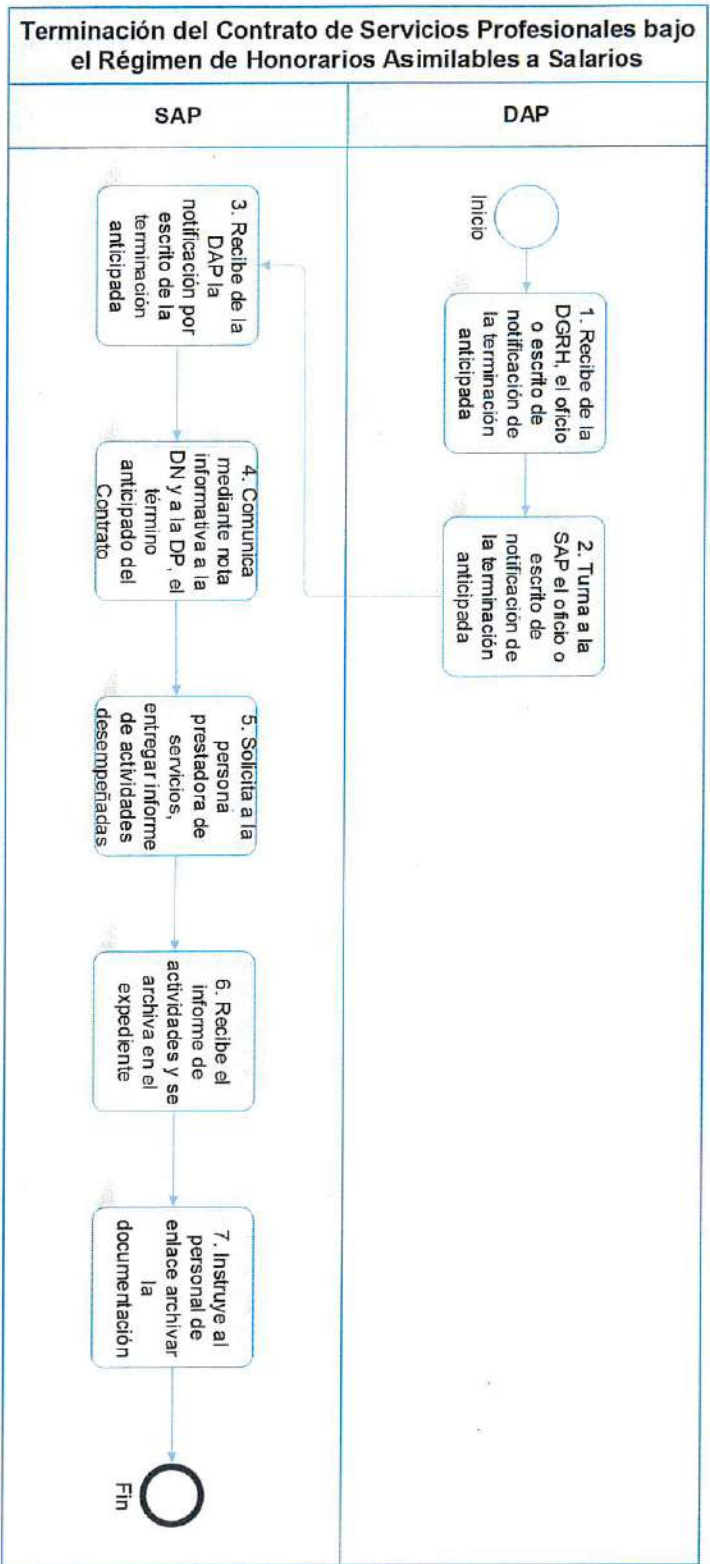 Terminación del Contrato de Servicios Profesionales bajo
el Régimen de Honorarios Asimilables a Salarios
DAP
SAP
Inicio
1. Recibe de la
DGRH, el oficio
o escrito de
notificación de
la terminación
anticipada
2. Turna a la
SAP el oficio o
escrito de
notificación de
la terminación
anticipada
3. Recibe de la
DAP la
notificación por
escrito de la
terminación
anticipada
4. Comunica
mediante nota
informativa a la
DN y a la DP, el
término
anticipado del
Contrato
5. Solicita a la
persona
prestadora de
servicios,
entregar informe
de actividades
desempeñadas
6. Recibe el
informe de
actividades y se
archiva en el
expediente
7. Instruye al
personal de
enlace archivar
la
documentación
Fin